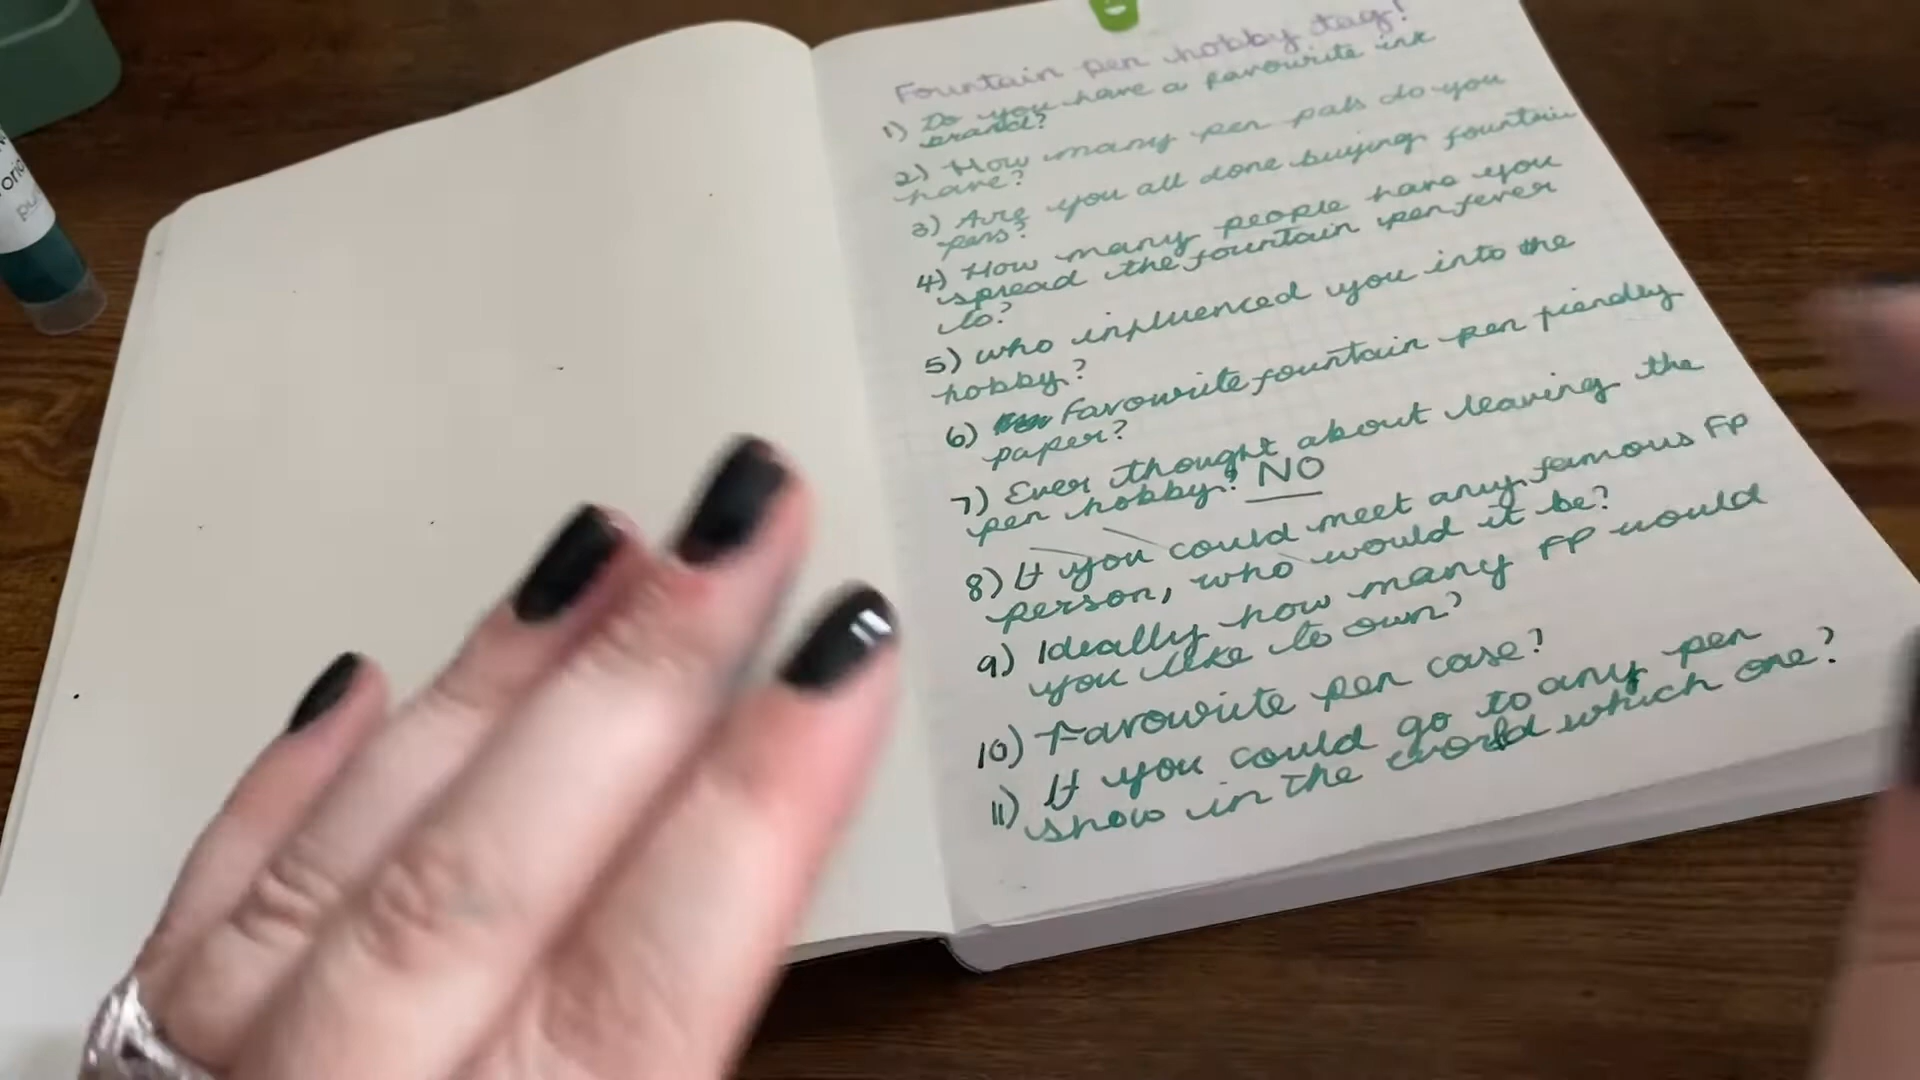 Fountain pen hobby tag!
1) Do you have a favourite ink
brand?
2) How many pen pals do you
have?
3) Are you all done buying fountain
pens?
4) How many people have you
spread the fountain pen fever
to?
5) who influenced you into the
hobby?
6) Favourite fountain pen fiendley
paper?
7) Ever thought about leaving the
pen hobby? NO
8) If you could meet any famous FP
person, who would it be?
9) Ideally how many FP would
you like to own?
10) Favourite pen case?
11) If you could go to any pen
show in the world which one?